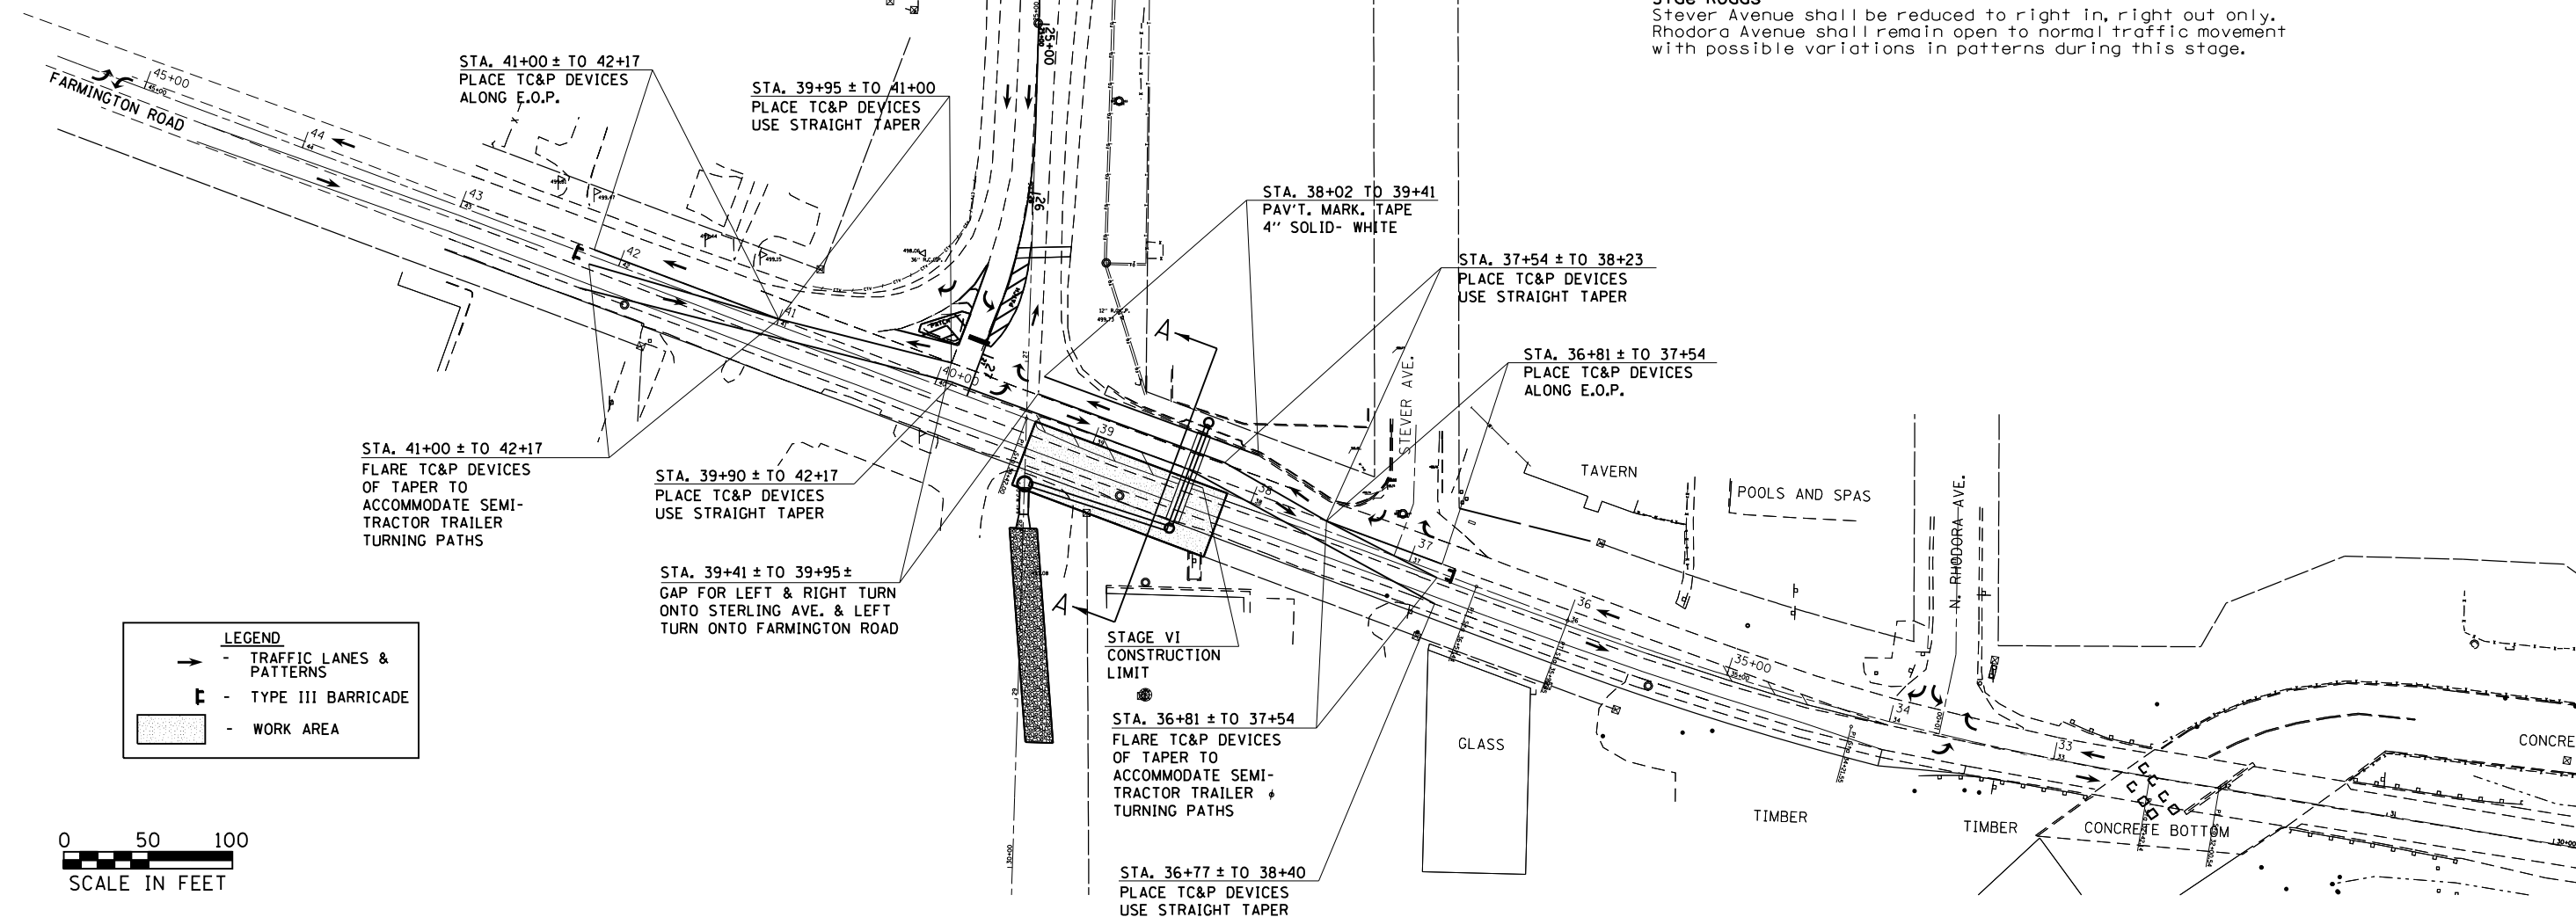 Side Roads
Stever Avenue shall be reduced to right in, right out only.
Rhodora Avenue shall remain open to normal traffic movement
with possible variations in patterns during this stage.
STA. 41+00 ± TO 42+17
PLACE TC&P DEVICES
ALONG E.O.P.
STA. 39+95 ± TO 41+00
PLACE TC&P DEVICES
USE STRAIGHT TAPER
STA. 38+02 TO 39+41
PAV'T. MARK. TAPE
4" SOLID- WHITE
STA. 37+54 ± TO 38+23
PLACE TC&P DEVICES
USE STRAIGHT TAPER
STA. 36+81 ± TO 37+54
PLACE TC&P DEVICES
ALONG E.O.P.
FARMINGTON ROAD
45+00
44
43
42
41
40+00
39
38
37
36
35+00
34
33
125+00
126
127
A
A
STEVER AVE.
N. RHODORA AVE.
TAVERN
POOLS AND SPAS
GLASS
TIMBER
TIMBER
CONCRETE BOTTOM
CONCRE
STA. 41+00 ± TO 42+17
FLARE TC&P DEVICES
OF TAPER TO
ACCOMMODATE SEMI-
TRACTOR TRAILER
TURNING PATHS
STA. 39+90 ± TO 42+17
PLACE TC&P DEVICES
USE STRAIGHT TAPER
STA. 39+41 ± TO 39+95±
GAP FOR LEFT & RIGHT TURN
ONTO STERLING AVE. & LEFT
TURN ONTO FARMINGTON ROAD
STAGE VI
CONSTRUCTION
LIMIT
STA. 36+81 ± TO 37+54
FLARE TC&P DEVICES
OF TAPER TO
ACCOMMODATE SEMI-
TRACTOR TRAILER
TURNING PATHS
STA. 36+77 ± TO 38+40
PLACE TC&P DEVICES
USE STRAIGHT TAPER
LEGEND
- TRAFFIC LANES &
PATTERNS
- TYPE III BARRICADE
- WORK AREA
0 50 100
SCALE IN FEET